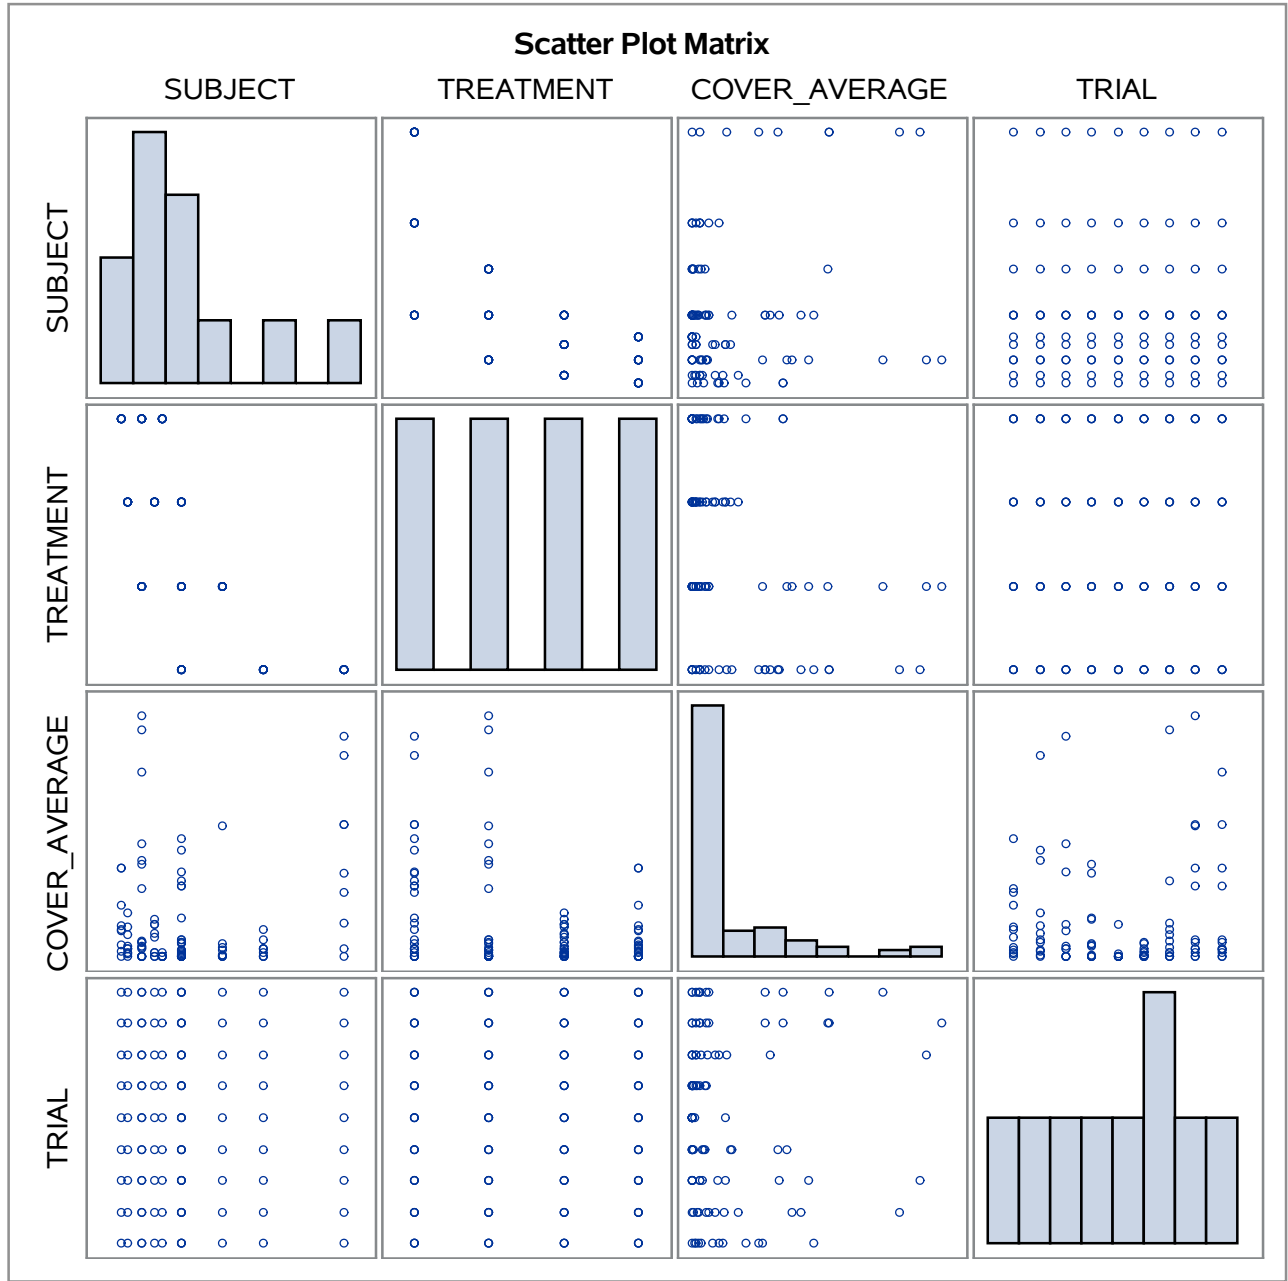 Scatter Plot Matrix
SUBJECT TREATMENT COVER_AVERAGE TRIAL
SUBJECT
TREATMENT
COVER_AVERAGE
TRIAL